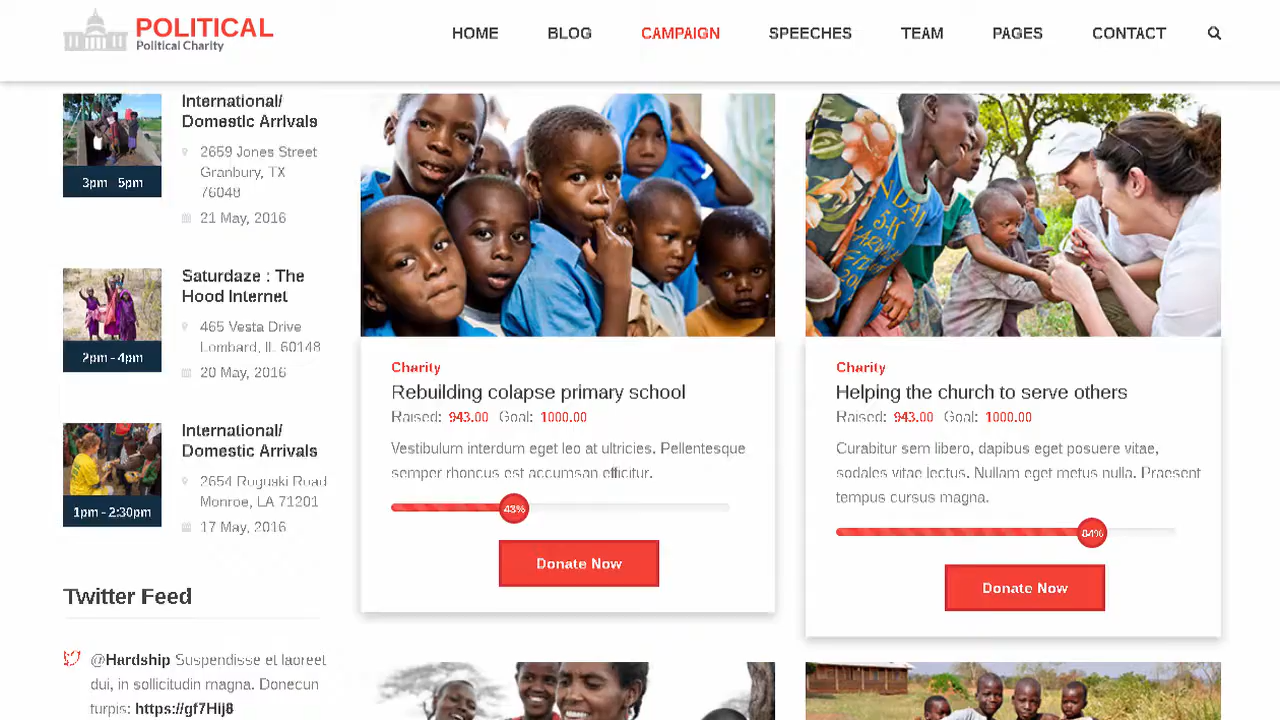 POLITICAL
Political Charity
HOME BLOG CAMPAIGN SPEECHES TEAM PAGES CONTACT
International/
Domestic Arrivals
2659 Jones Street
Granbury, TX
76048
21 May, 2016
3pm - 5pm
Saturdaze : The
Hood Internet
465 Vesta Drive
Lombard, IL 60148
20 May, 2016
2pm - 4pm
International/
Domestic Arrivals
2654 Road
Monroe, LA 71201
17 May, 2016
1pm - 2:30pm
Twitter Feed
@Hardship Suspendisse et laoreet
dui, in sollicitudin magna. Donecun
turpis: https://gf7Hij8
Charity
Rebuilding colapse primary school
Raised: 943.00 Goal: 1000.00
Vestibulum interdum eget leo at ultricies. Pellentesque
semper rhoncus est accumsan efficitur.
43%
Donate Now
NDA
5-K
Charity
Helping the church to serve others
Raised: 943.00 Goal: 1000.00
Curabitur sem libero, dapibus eget posuere vitae,
sodales vitae lectus. Nullam eget metus nulla. Praesent
tempus cursus magna.
84%
Donate Now